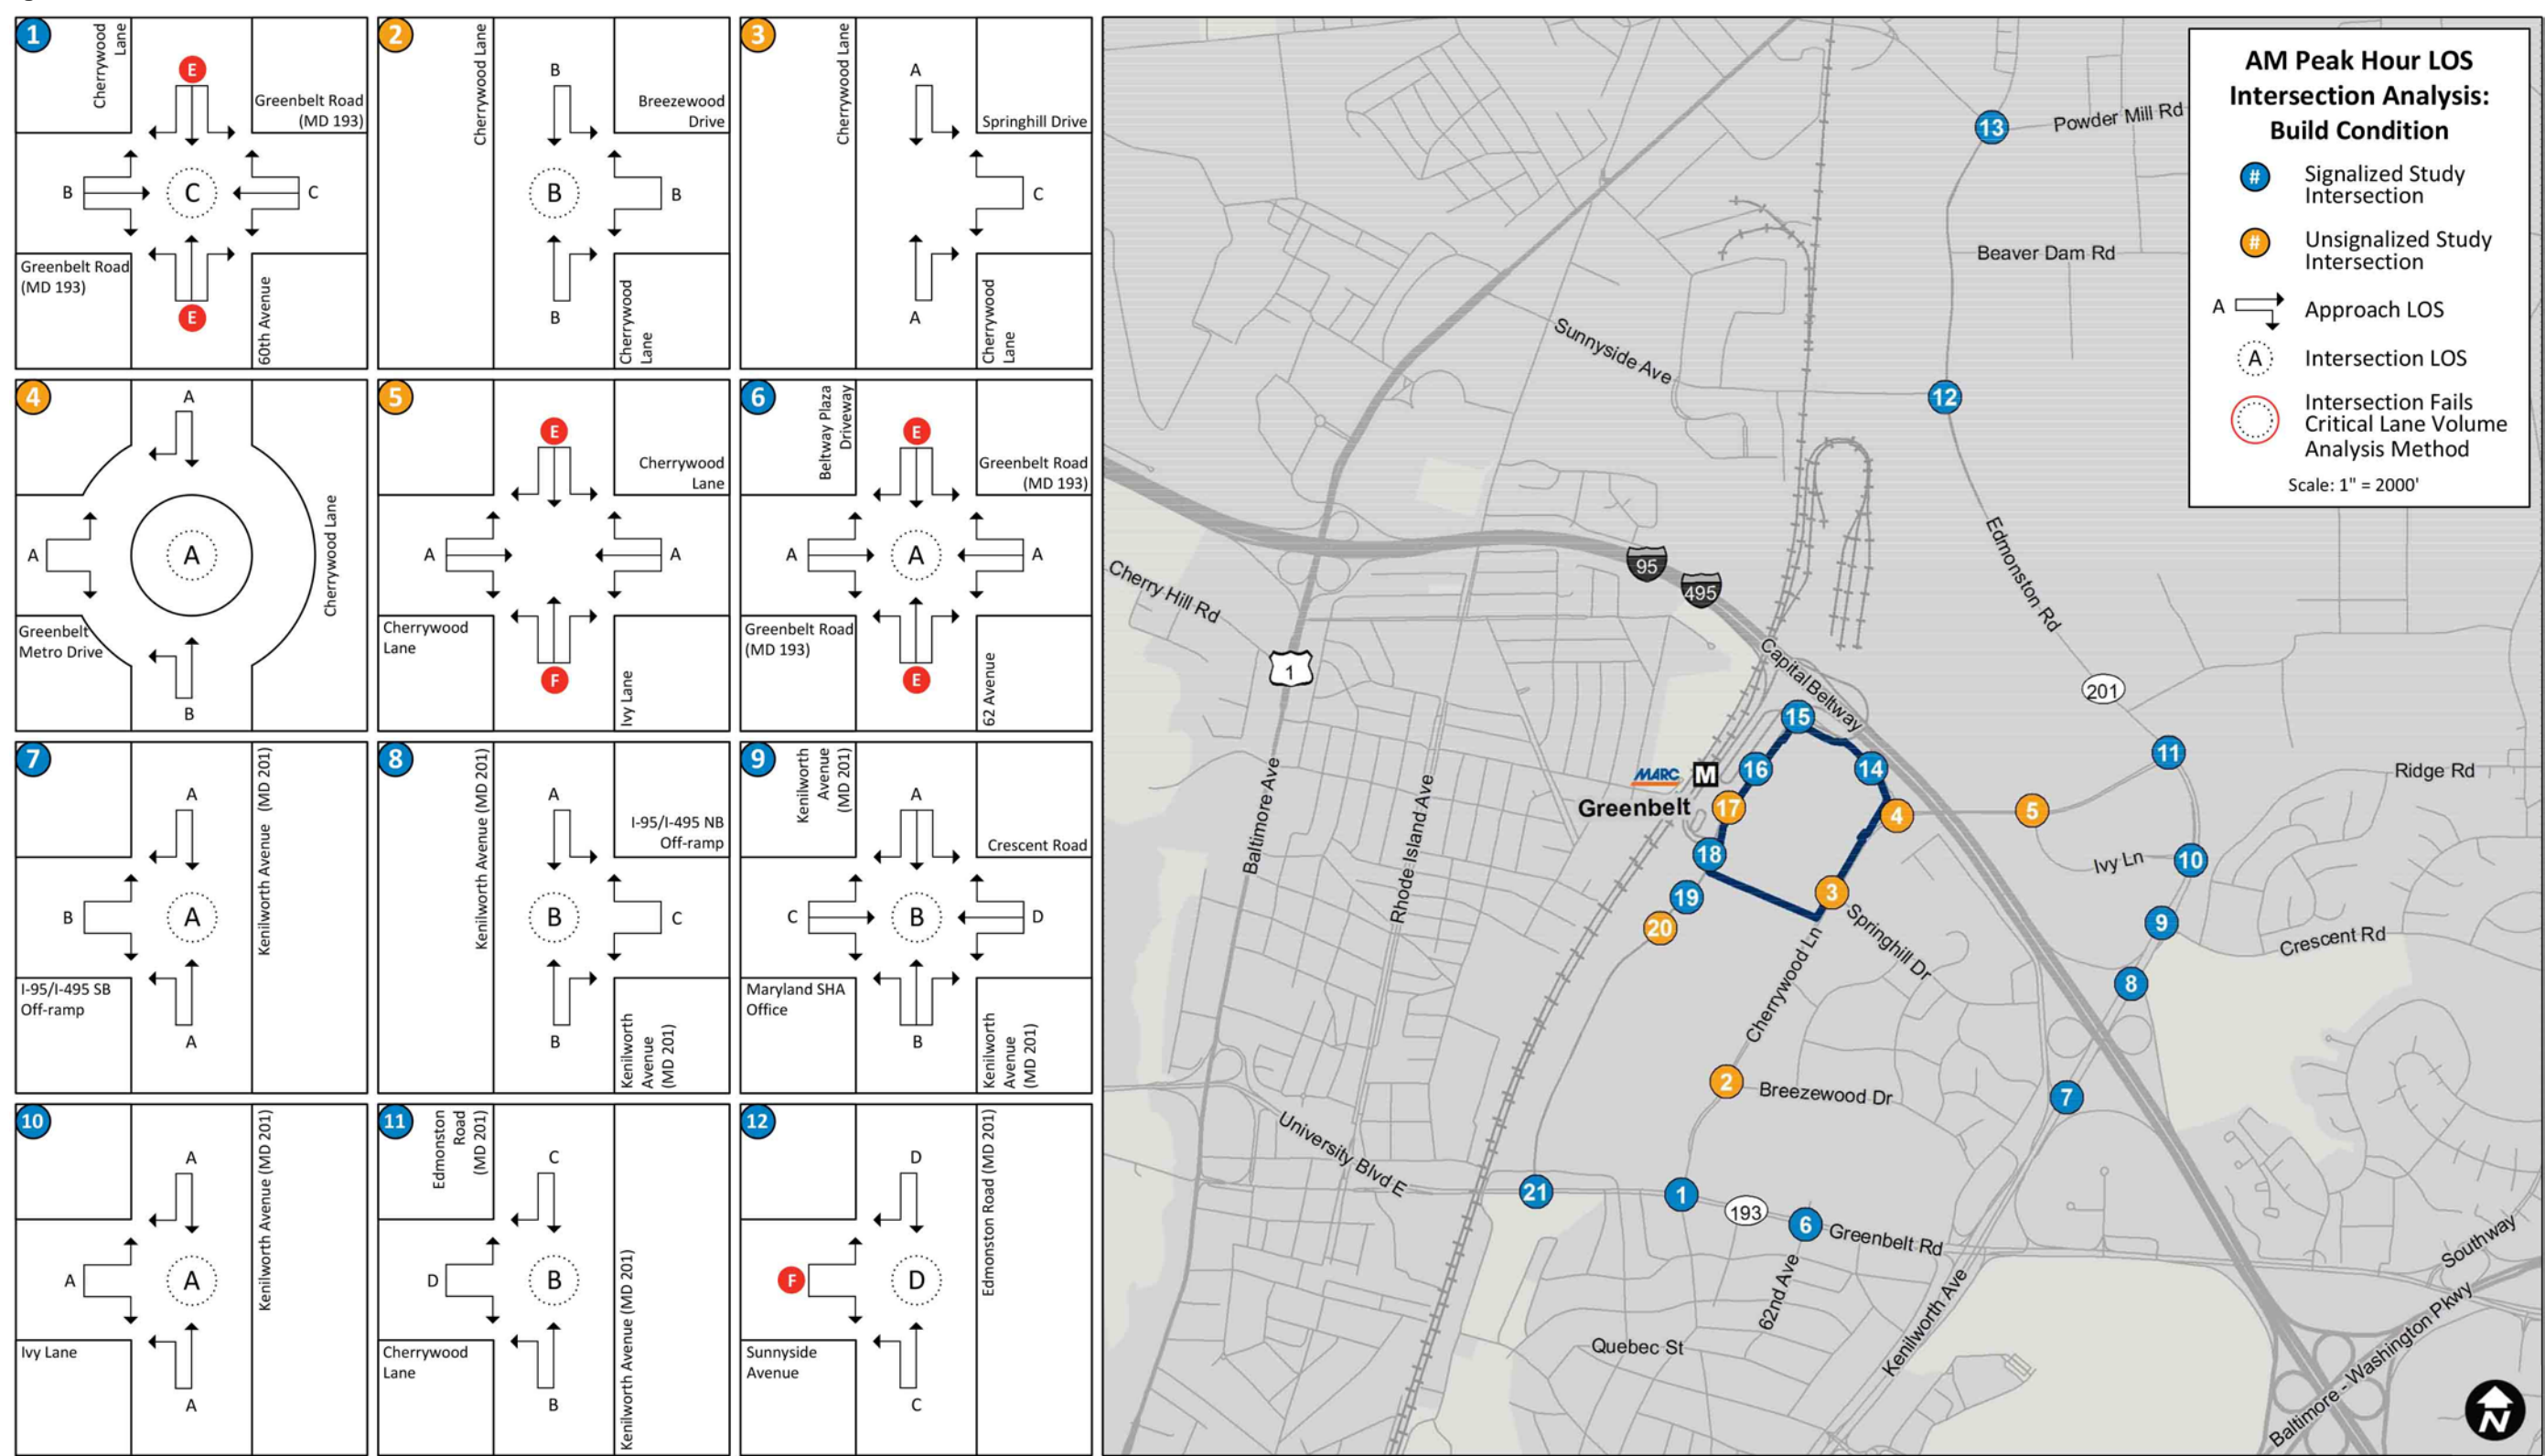 1
Cherrywood
Lane
E
Greenbelt Road
(MD 193)
B
C
C
Greenbelt Road
(MD 193)
E
60th Avenue
2
Cherrywood Lane
B
Breezewood
Drive
B
B
B
Cherrywood
Lane
3
Cherrywood Lane
A
Springhill Drive
C
A
Cherrywood
Lane
4
A
A
A
Cherrywood Lane
Greenbelt
Metro Drive
B
5
E
Cherrywood
Lane
A
A
Cherrywood
Lane
F
Ivy Lane
6
Beltway Plaza
Driveway
E
Greenbelt Road
(MD 193)
A
A
A
Greenbelt Road
(MD 193)
E
62 Avenue
7
A
Kenilworth Avenue (MD 201)
B
A
I-95/I-495 SB
Off-ramp
A
8
Kenilworth Avenue (MD 201)
A
I-95/I-495 NB
Off-ramp
B
C
B
Kenilworth
Avenue
(MD 201)
9
Kenilworth
Avenue
(MD 201)
A
Crescent Road
C
B
D
Maryland SHA
Office
B
Kenilworth
Avenue
(MD 201)
10
A
Kenilworth Avenue (MD 201)
A
A
Ivy Lane
A
11
Edmonston
Road
(MD 201)
C
D
B
Cherrywood
Lane
B
Kenilworth Avenue (MD 201)
12
D
Edmonston Road (MD 201)
F
D
Sunnyside
Avenue
C
AM Peak Hour LOS
Intersection Analysis:
Build Condition
# Signalized Study
Intersection
# Unsignalized Study
Intersection
A Approach LOS
A Intersection LOS
Intersection Fails
Critical Lane Volume
Analysis Method
Scale: 1" = 2000'
13
Powder Mill Rd
Beaver Dam Rd
Sunnyside Ave
12
Edmonston Rd
95
495
Cherry Hill Rd
1
Capital Beltway
201
15
11
MARC M
16
14
Ridge Rd
Greenbelt
17
4
5
Baltimore Ave
Rhode Island Ave
18
Ivy Ln
10
19
3
20
Springhill Dr
9
Crescent Rd
Cherrywood Ln
8
2
Breezewood Dr
7
University Blvd E
21
1
193
6
Greenbelt Rd
Southway
62nd Ave
Kenilworth Ave
Quebec St
Baltimore - Washington Pkwy
N